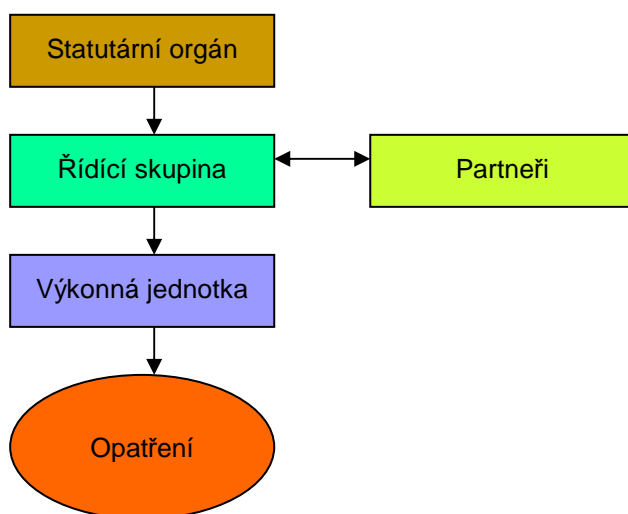 Statutární orgán
Řídící skupina
Partneři
Výkonná jednotka
Opatření